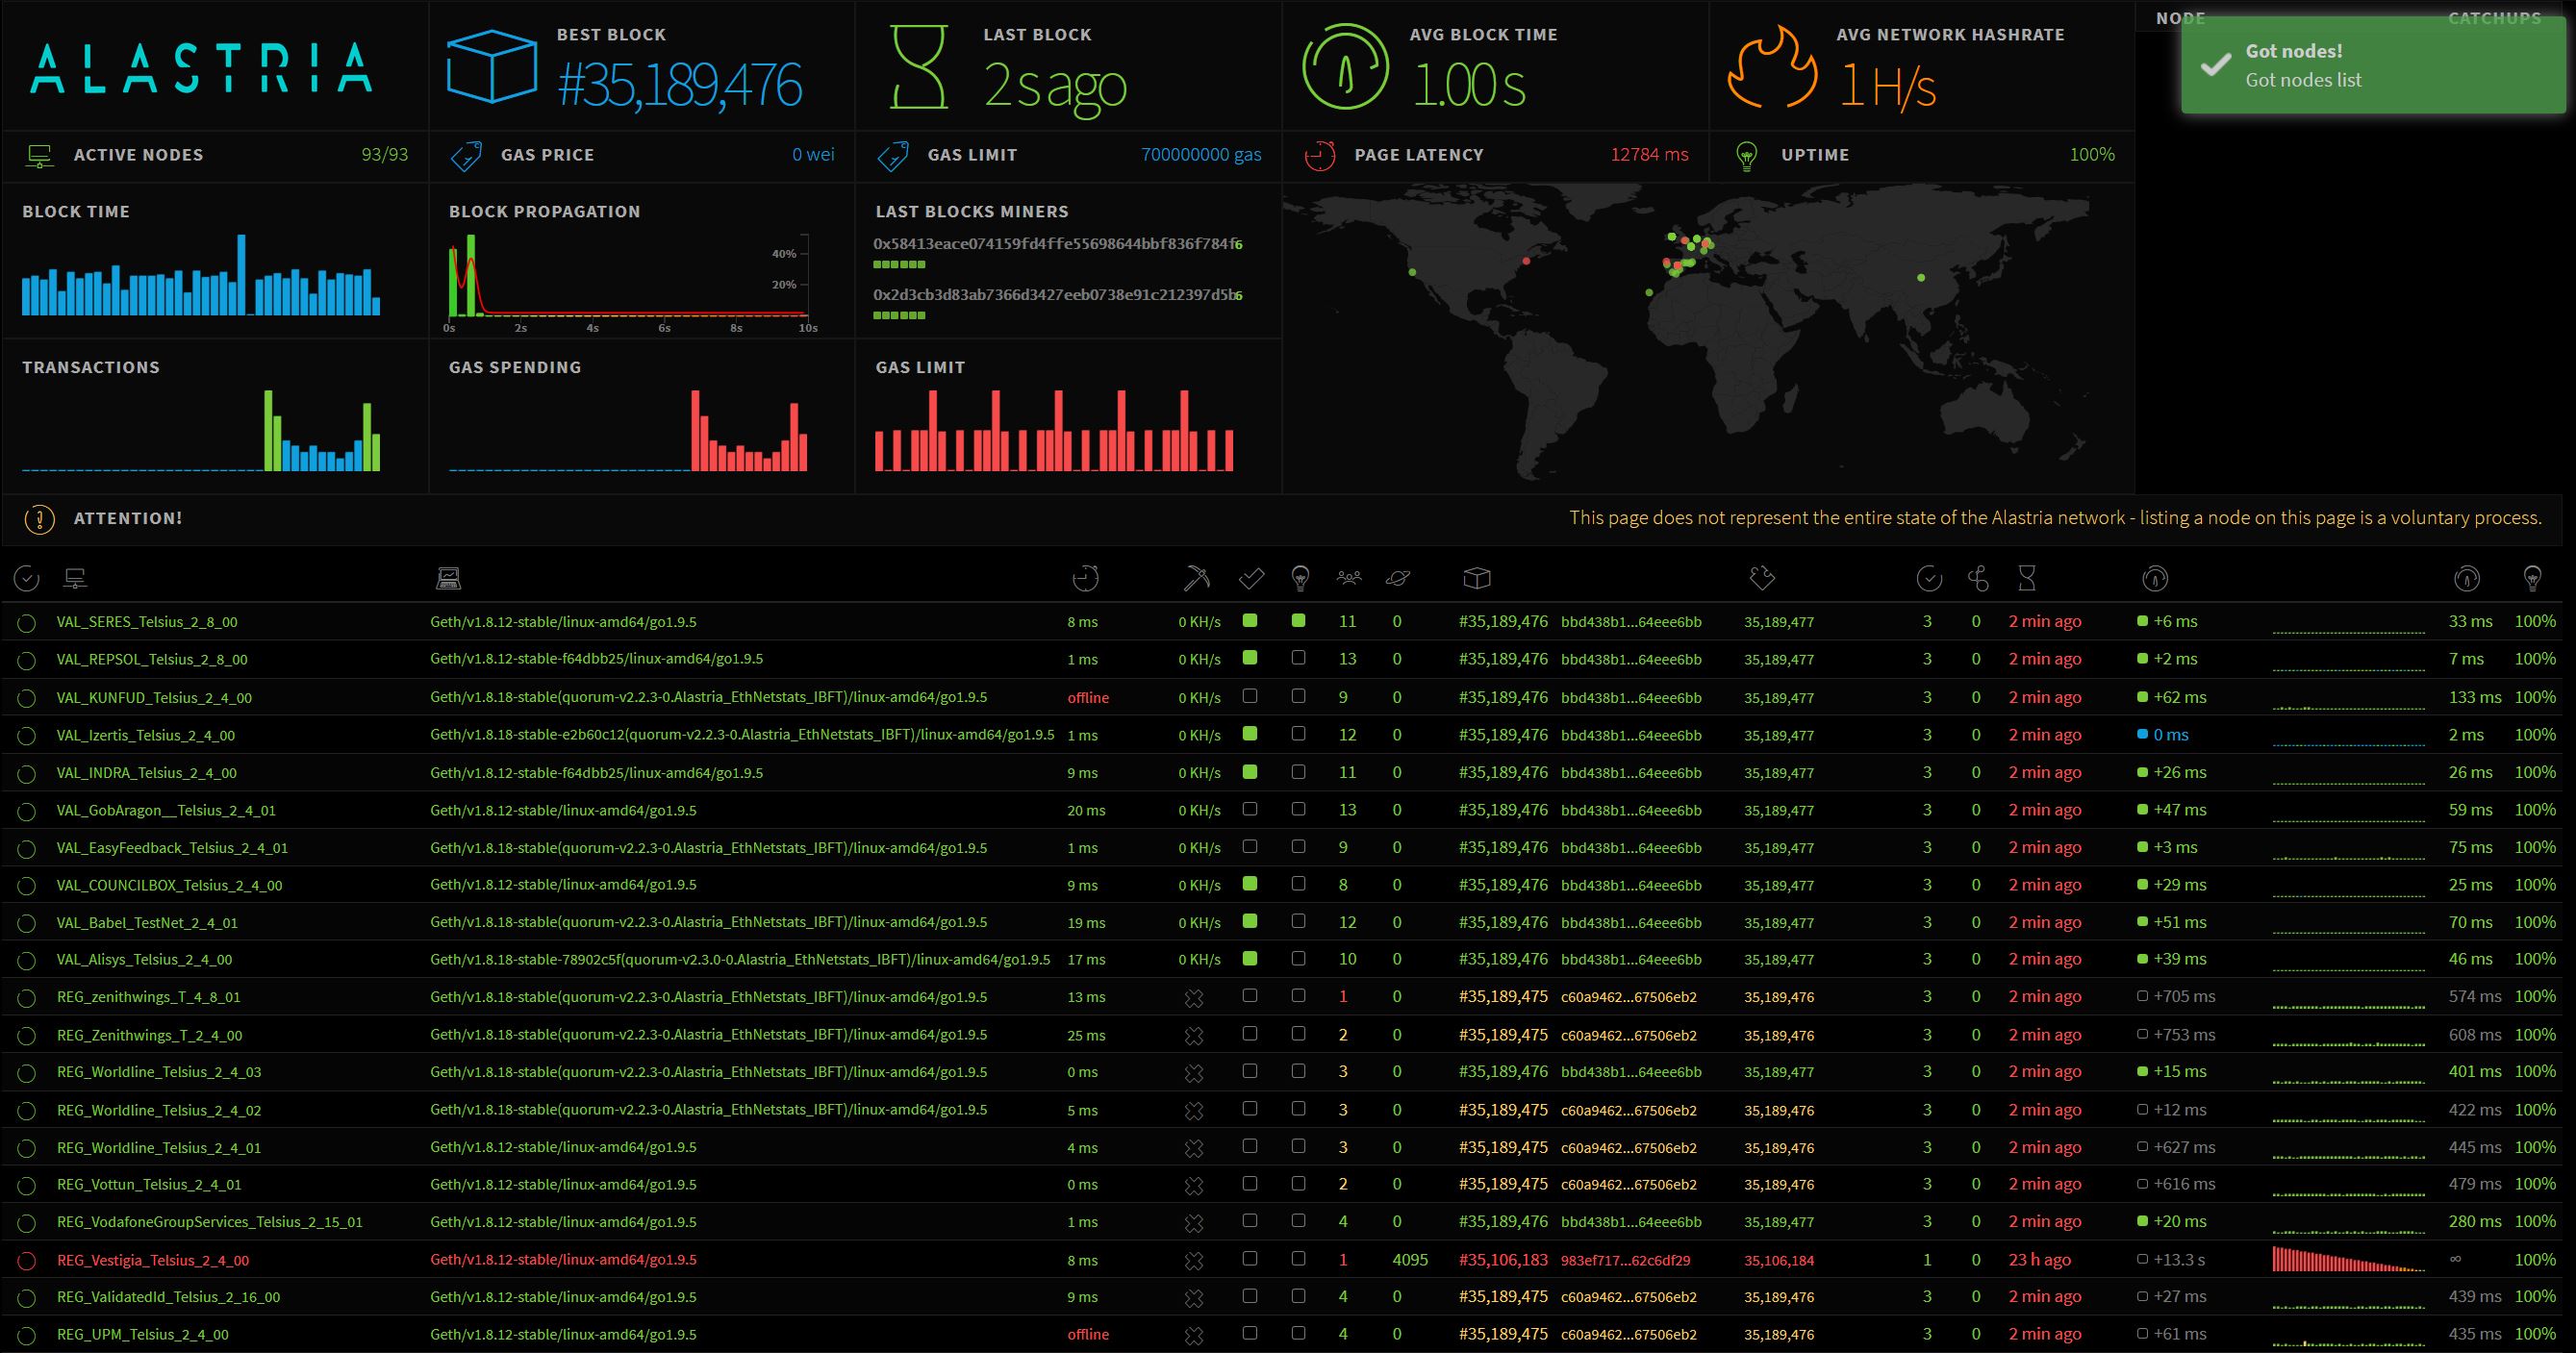 ALASTRIA
BEST BLOCK
#35,189,476
LAST BLOCK
2 s ago
AVG BLOCK TIME
1.00 s
AVG NETWORK HASHRATE
1 H/s
NODE CATCHUPS
Got nodes!
Got nodes list
ACTIVE NODES 93/93
GAS PRICE 0 wei
GAS LIMIT 700000000 gas
PAGE LATENCY 12784 ms
UPTIME 100%
BLOCK TIME
BLOCK PROPAGATION
40%
20%
0s 2s 4s 6s 8s 10s
LAST BLOCKS MINERS
0x58413eace074159fd4ffe55698644bbf836f784f 6
0x2d3cb3d83ab7366d3427eeb0738e91c212397d5b 6
TRANSACTIONS
GAS SPENDING
GAS LIMIT
ATTENTION! This page does not represent the entire state of the Alastria network - listing a node on this page is a voluntary process.
VAL_SERES_Telsius_2_8_00 Geth/v1.8.12-stable/linux-amd64/go1.9.5 8 ms 0 KH/s 11 0 #35,189,476 bbd438b1...64eee6bb 35,189,477 3 0 2 min ago +6 ms 33 ms 100%
VAL_REPSOL_Telsius_2_8_00 Geth/v1.8.12-stable-f64dbb25/linux-amd64/go1.9.5 1 ms 0 KH/s 13 0 #35,189,476 bbd438b1...64eee6bb 35,189,477 3 0 2 min ago +2 ms 7 ms 100%
VAL_KUNFUD_Telsius_2_4_00 Geth/v1.8.18-stable(quorum-v2.2.3-0.Alastria_EthNetstats_IBFT)/linux-amd64/go1.9.5 offline 0 KH/s 9 0 #35,189,476 bbd438b1...64eee6bb 35,189,477 3 0 2 min ago +62 ms 133 ms 100%
VAL_Izertis_Telsius_2_4_00 Geth/v1.8.18-stable-e2b60c12(quorum-v2.2.3-0.Alastria_EthNetstats_IBFT)/linux-amd64/go1.9.5 1 ms 0 KH/s 12 0 #35,189,476 bbd438b1...64eee6bb 35,189,477 3 0 2 min ago 0 ms 2 ms 100%
VAL_INDRA_Telsius_2_4_00 Geth/v1.8.12-stable-f64dbb25/linux-amd64/go1.9.5 9 ms 0 KH/s 11 0 #35,189,476 bbd438b1...64eee6bb 35,189,477 3 0 2 min ago +26 ms 26 ms 100%
VAL_GobAragon__Telsius_2_4_01 Geth/v1.8.12-stable/linux-amd64/go1.9.5 20 ms 0 KH/s 13 0 #35,189,476 bbd438b1...64eee6bb 35,189,477 3 0 2 min ago +47 ms 59 ms 100%
VAL_EasyFeedback_Telsius_2_4_01 Geth/v1.8.18-stable(quorum-v2.2.3-0.Alastria_EthNetstats_IBFT)/linux-amd64/go1.9.5 1 ms 0 KH/s 9 0 #35,189,476 bbd438b1...64eee6bb 35,189,477 3 0 2 min ago +3 ms 75 ms 100%
VAL_COUNCILBOX_Telsius_2_4_00 Geth/v1.8.12-stable/linux-amd64/go1.9.5 9 ms 0 KH/s 8 0 #35,189,476 bbd438b1...64eee6bb 35,189,477 3 0 2 min ago +29 ms 25 ms 100%
VAL_Babel_TestNet_2_4_01 Geth/v1.8.18-stable(quorum-v2.2.3-0.Alastria_EthNetstats_IBFT)/linux-amd64/go1.9.5 19 ms 0 KH/s 12 0 #35,189,476 bbd438b1...64eee6bb 35,189,477 3 0 2 min ago +51 ms 70 ms 100%
VAL_Alisys_Telsius_2_4_00 Geth/v1.8.18-stable-78902c5f(quorum-v2.3.0-0.Alastria_EthNetstats_IBFT)/linux-amd64/go1.9.5 17 ms 0 KH/s 10 0 #35,189,476 bbd438b1...64eee6bb 35,189,477 3 0 2 min ago +39 ms 46 ms 100%
REG_zenithwings_T_4_8_01 Geth/v1.8.18-stable(quorum-v2.2.3-0.Alastria_EthNetstats_IBFT)/linux-amd64/go1.9.5 13 ms 1 0 #35,189,475 c60a9462...67506eb2 35,189,476 3 0 2 min ago +705 ms 574 ms 100%
REG_Zenithwings_T_2_4_00 Geth/v1.8.18-stable(quorum-v2.2.3-0.Alastria_EthNetstats_IBFT)/linux-amd64/go1.9.5 25 ms 2 0 #35,189,475 c60a9462...67506eb2 35,189,476 3 0 2 min ago +753 ms 608 ms 100%
REG_Worldline_Telsius_2_4_03 Geth/v1.8.18-stable(quorum-v2.2.3-0.Alastria_EthNetstats_IBFT)/linux-amd64/go1.9.5 0 ms 3 0 #35,189,476 bbd438b1...64eee6bb 35,189,477 3 0 2 min ago +15 ms 401 ms 100%
REG_Worldline_Telsius_2_4_02 Geth/v1.8.18-stable(quorum-v2.2.3-0.Alastria_EthNetstats_IBFT)/linux-amd64/go1.9.5 5 ms 3 0 #35,189,475 c60a9462...67506eb2 35,189,476 3 0 2 min ago +12 ms 422 ms 100%
REG_Worldline_Telsius_2_4_01 Geth/v1.8.12-stable/linux-amd64/go1.9.5 4 ms 3 0 #35,189,475 c60a9462...67506eb2 35,189,476 3 0 2 min ago +627 ms 445 ms 100%
REG_Vottun_Telsius_2_4_01 Geth/v1.8.12-stable/linux-amd64/go1.9.5 0 ms 2 0 #35,189,475 c60a9462...67506eb2 35,189,476 3 0 2 min ago +616 ms 479 ms 100%
REG_VodafoneGroupServices_Telsius_2_15_01 Geth/v1.8.12-stable/linux-amd64/go1.9.5 1 ms 4 0 #35,189,476 bbd438b1...64eee6bb 35,189,477 3 0 2 min ago +20 ms 280 ms 100%
REG_Vestigia_Telsius_2_4_00 Geth/v1.8.12-stable/linux-amd64/go1.9.5 8 ms 1 4095 #35,106,183 983ef717...62c6df29 35,106,184 1 0 23 h ago +13.3 s ∞ 100%
REG_ValidatedId_Telsius_2_16_00 Geth/v1.8.12-stable/linux-amd64/go1.9.5 9 ms 4 0 #35,189,475 c60a9462...67506eb2 35,189,476 3 0 2 min ago +27 ms 439 ms 100%
REG_UPM_Telsius_2_4_00 Geth/v1.8.12-stable/linux-amd64/go1.9.5 offline 4 0 #35,189,475 c60a9462...67506eb2 35,189,476 3 0 2 min ago +61 ms 435 ms 100%